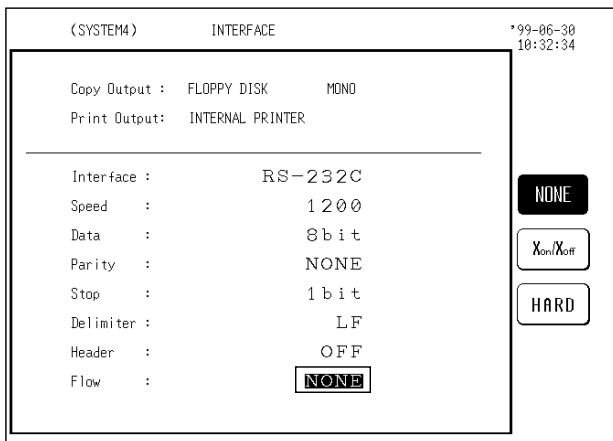 (SYSTEM4) INTERFACE '99-06-30
10:32:34
Copy Output : FLOPPY DISK MONO
Print Output: INTERNAL PRINTER
Interface : RS-232C
Speed : 1200
Data : 8bit
Parity : NONE
Stop : 1bit
Delimiter : LF
Header : OFF
Flow : NONE
NONE
Xon/Xoff
HARD